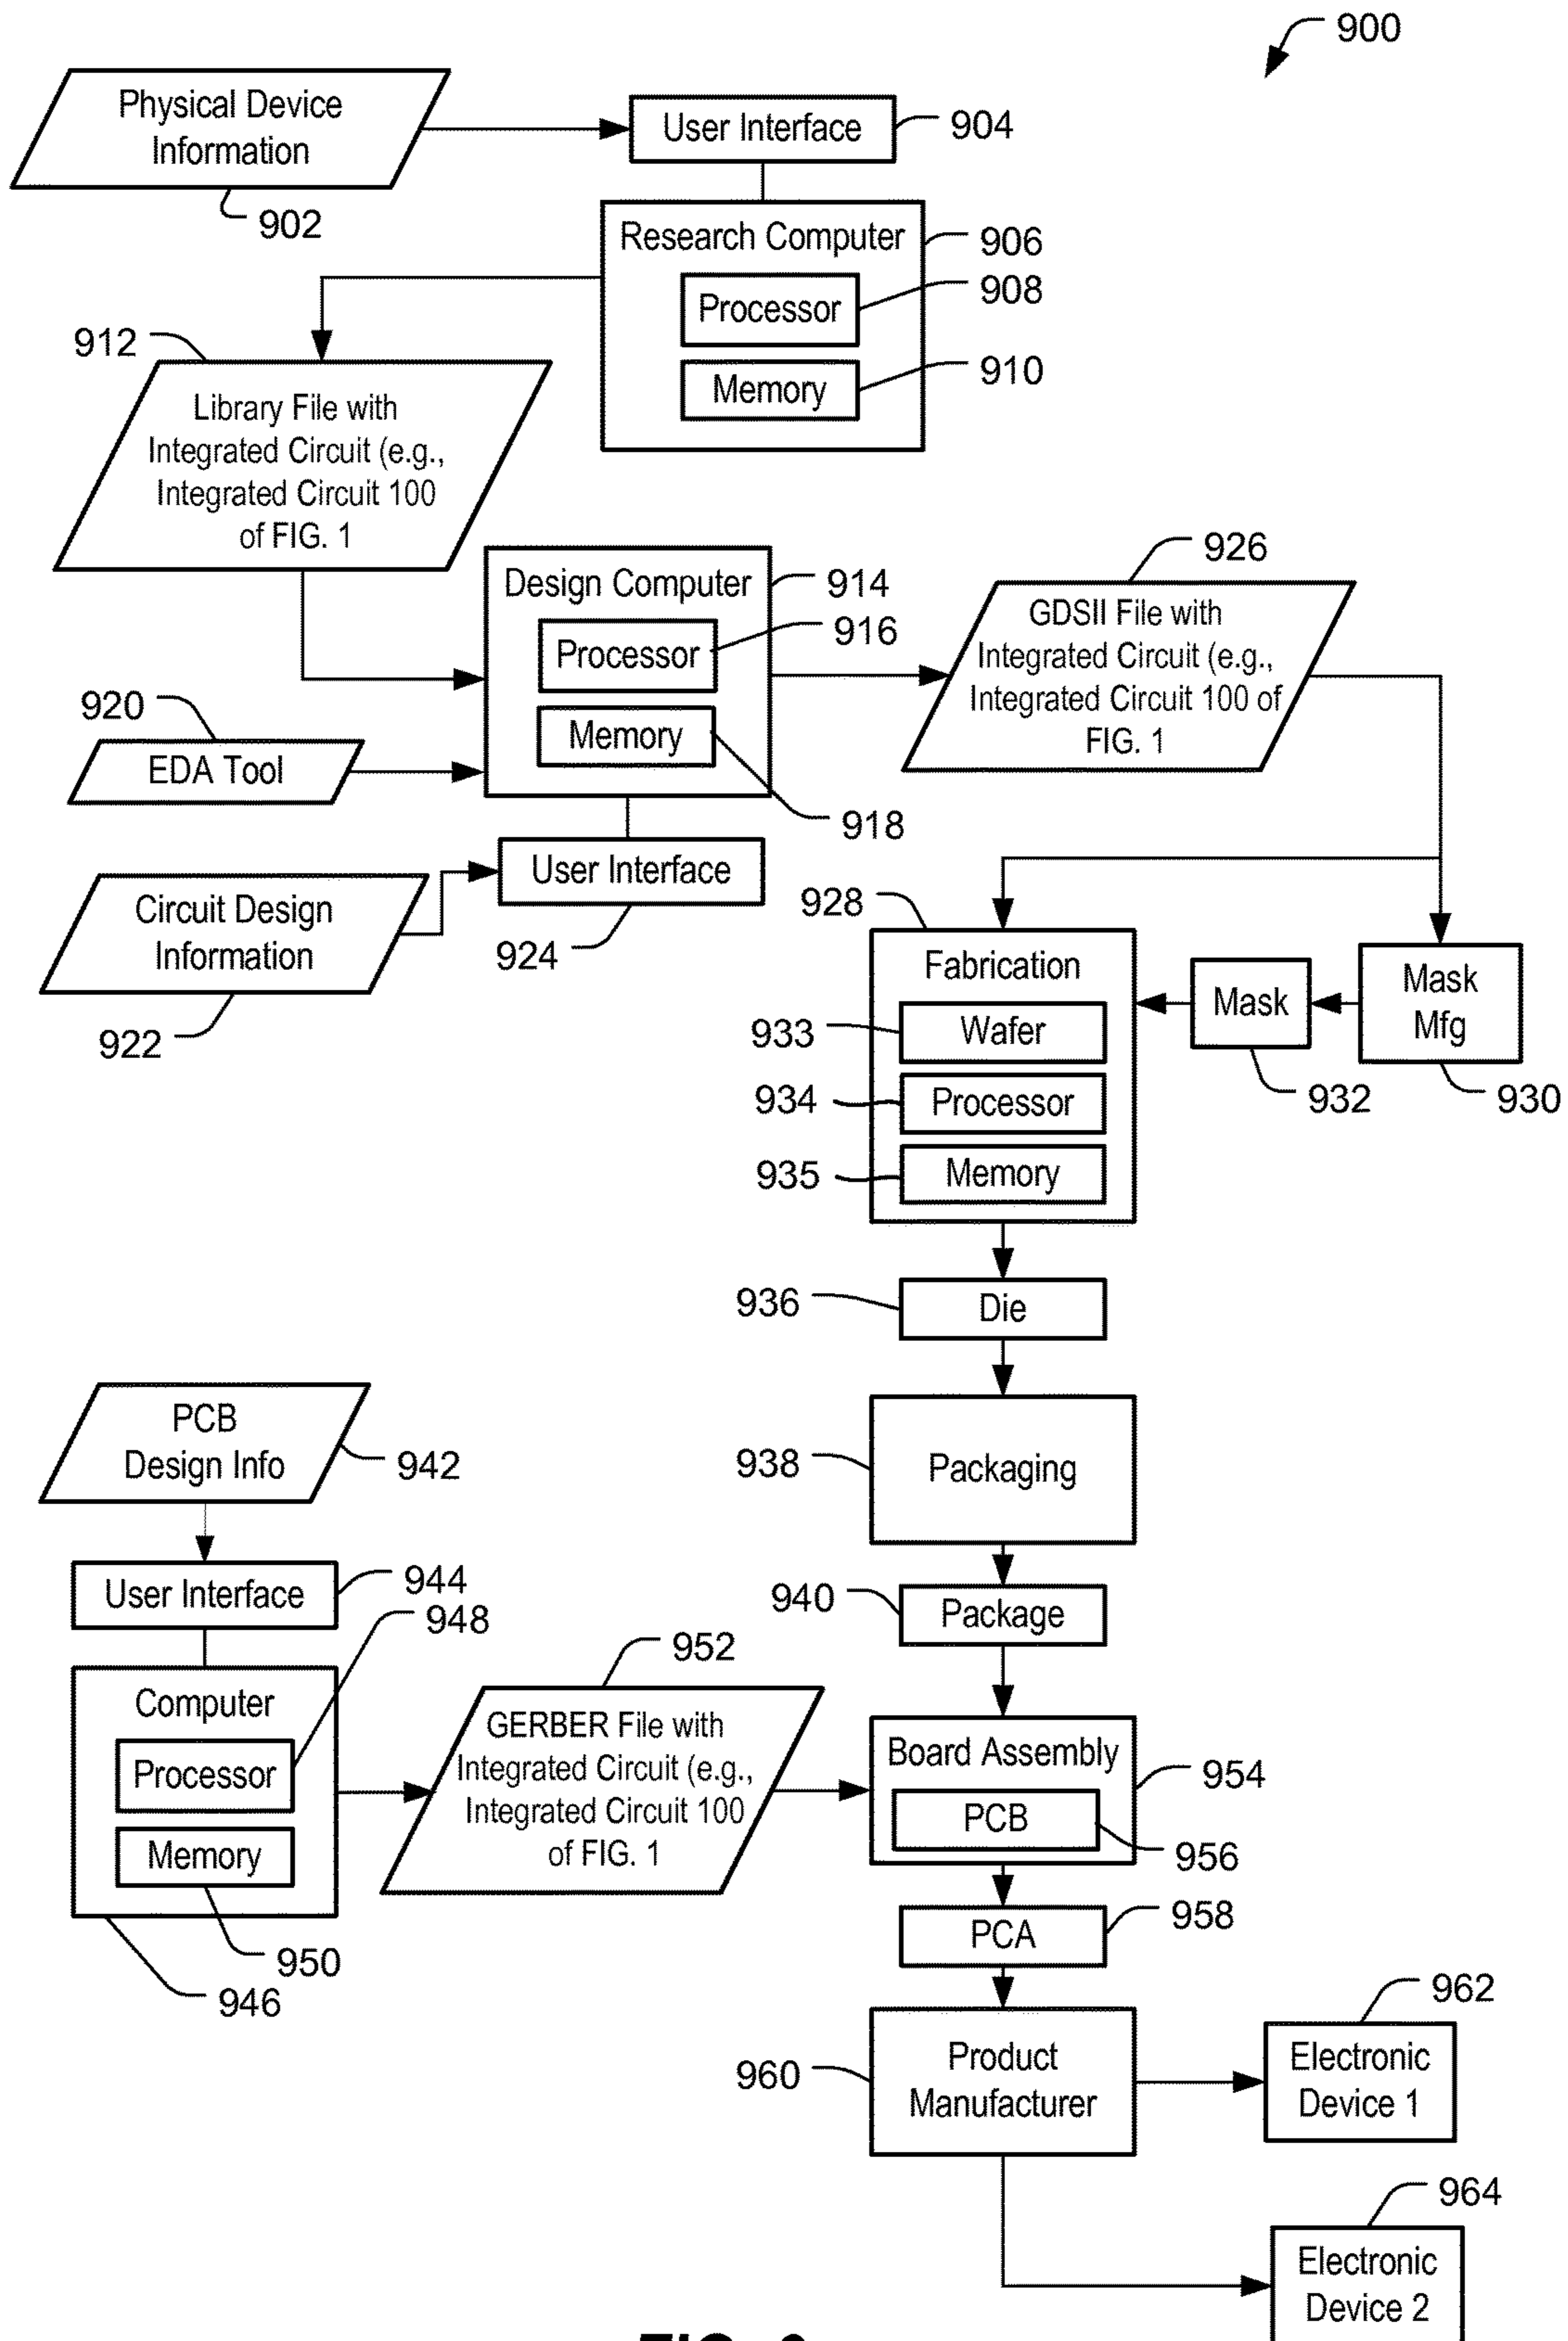 900
Physical Device
Information
902
User Interface
904
Research Computer
906
Processor
908
Memory
910
912
Library File with
Integrated Circuit (e.g.,
Integrated Circuit 100
of FIG. 1
Design Computer
914
Processor
916
Memory
918
920
EDA Tool
Circuit Design
Information
922
User Interface
924
926
GDSII File with
Integrated Circuit (e.g.,
Integrated Circuit 100 of
FIG. 1
928
Fabrication
933
Wafer
934
Processor
935
Memory
Mask
932
Mask
Mfg
930
936
Die
938
Packaging
940
Package
PCB
Design Info
942
User Interface
944
948
Computer
Processor
Memory
950
946
952
GERBER File with
Integrated Circuit (e.g.,
Integrated Circuit 100
of FIG. 1
Board Assembly
954
PCB
956
PCA
958
960
Product
Manufacturer
962
Electronic
Device 1
964
Electronic
Device 2